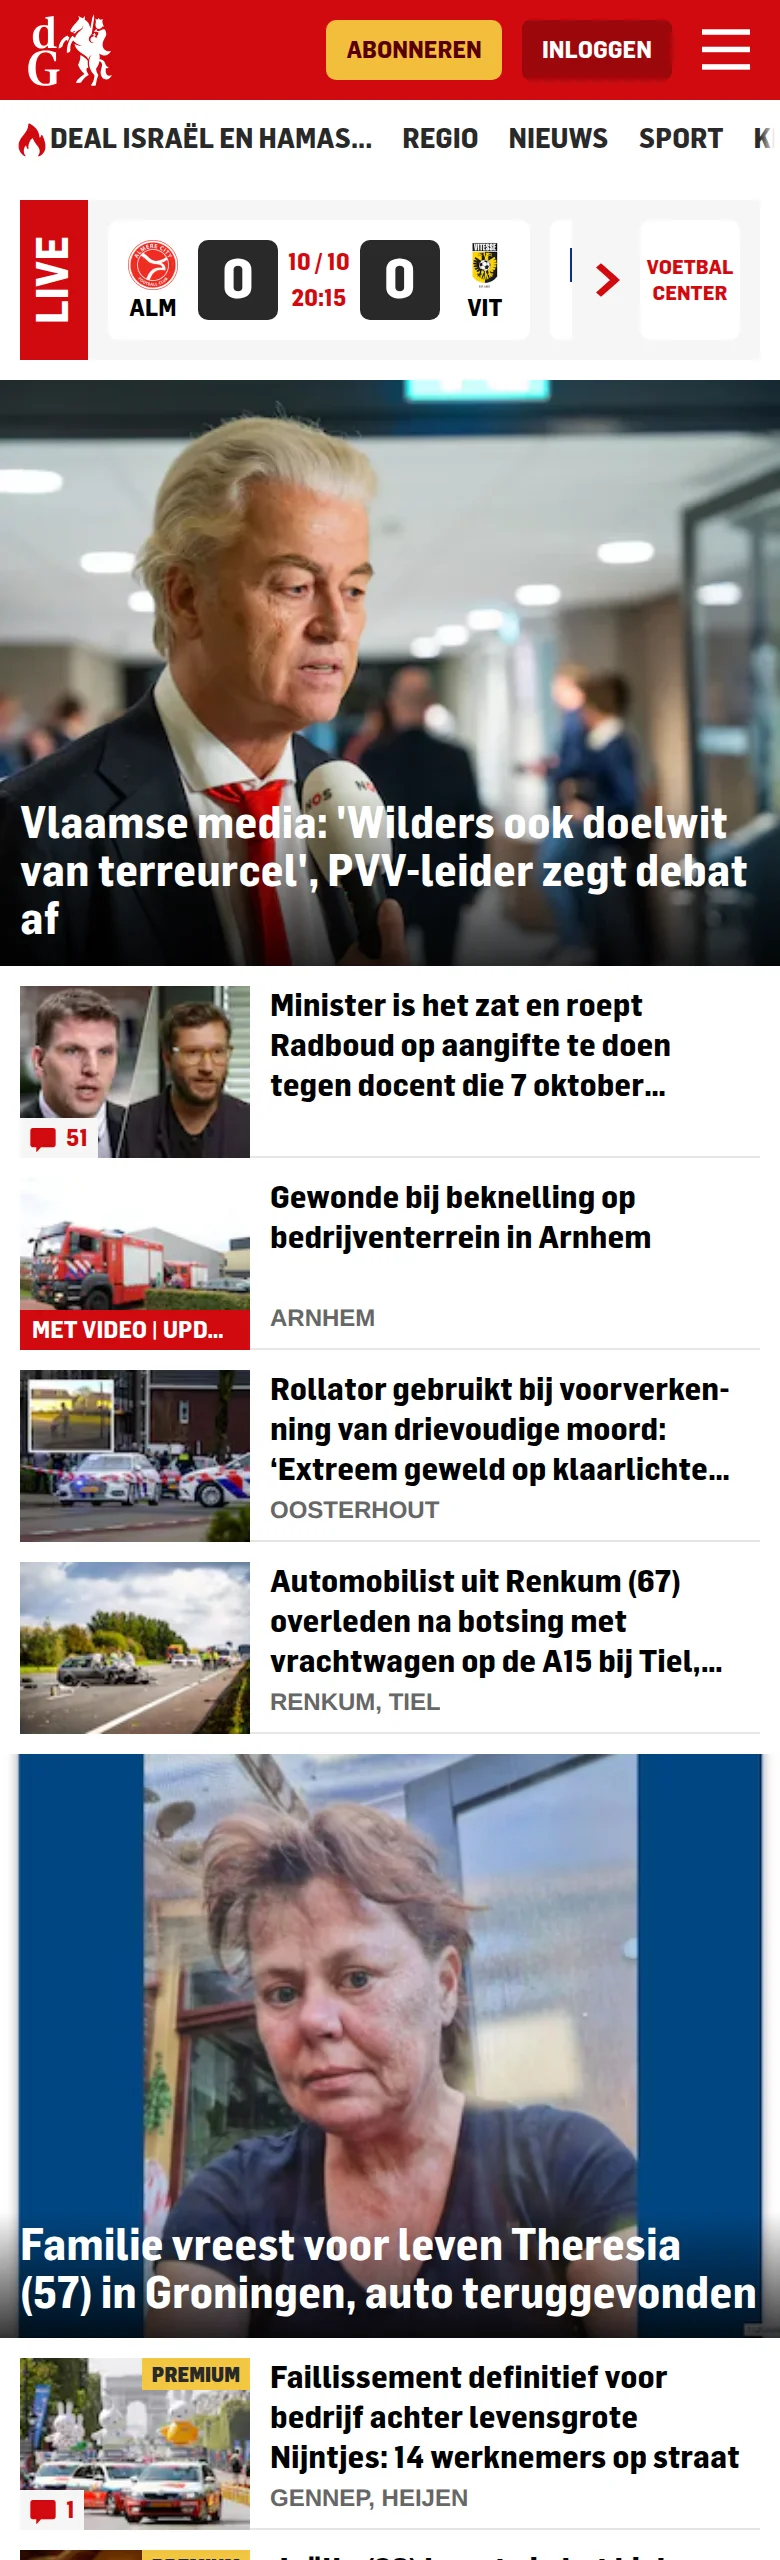 dG
ABONNEREN
INLOGGEN
DEAL ISRAËL EN HAMAS... REGIO NIEUWS SPORT
LIVE
ALM
0
10 / 10
20:15
0
VITESSE
VIT
VOETBAL
CENTER
NOS
Vlaamse media: 'Wilders ook doelwit
van terreurcel', PVV-leider zegt debat
af
51
Minister is het zat en roept
Radboud op aangifte te doen
tegen docent die 7 oktober...
MET VIDEO | UPD...
Gewonde bij beknelling op
bedrijventerrein in Arnhem
ARNHEM
Rollator gebruikt bij voorverken-
ning van drievoudige moord:
‘Extreem geweld op klaarlichte...
OOSTERHOUT
Automobilist uit Renkum (67)
overleden na botsing met
vrachtwagen op de A15 bij Tiel,...
RENKUM, TIEL
Familie vreest voor leven Theresia
(57) in Groningen, auto teruggevonden
PREMIUM
1
Faillissement definitief voor
bedrijf achter levensgrote
Nijntjes: 14 werknemers op straat
GENNEP, HEIJEN